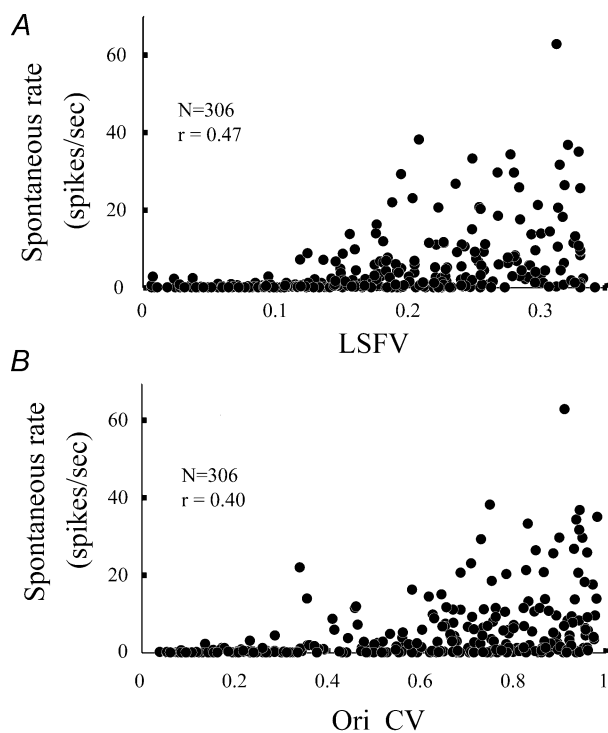 A
Spontaneous rate
(spikes/sec)
60
40
20
0
N=306
r = 0.47
0
0.1
0.2
0.3
LSFV
B
Spontaneous rate
(spikes/sec)
60
40
20
0
N=306
r = 0.40
0
0.2
0.4
0.6
0.8
1
Ori CV